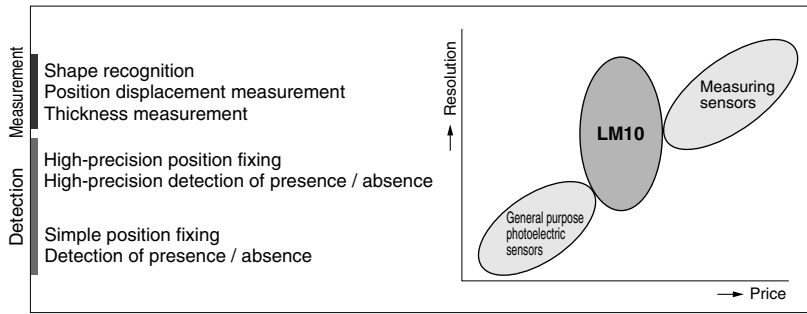 Measurement
Shape recognition
Position displacement measurement
Thickness measurement
Detection
High-precision position fixing
High-precision detection of presence / absence
Simple position fixing
Detection of presence / absence
→ Resolution
Measuring
sensors
LM10
General purpose
photoelectric
sensors
→ Price